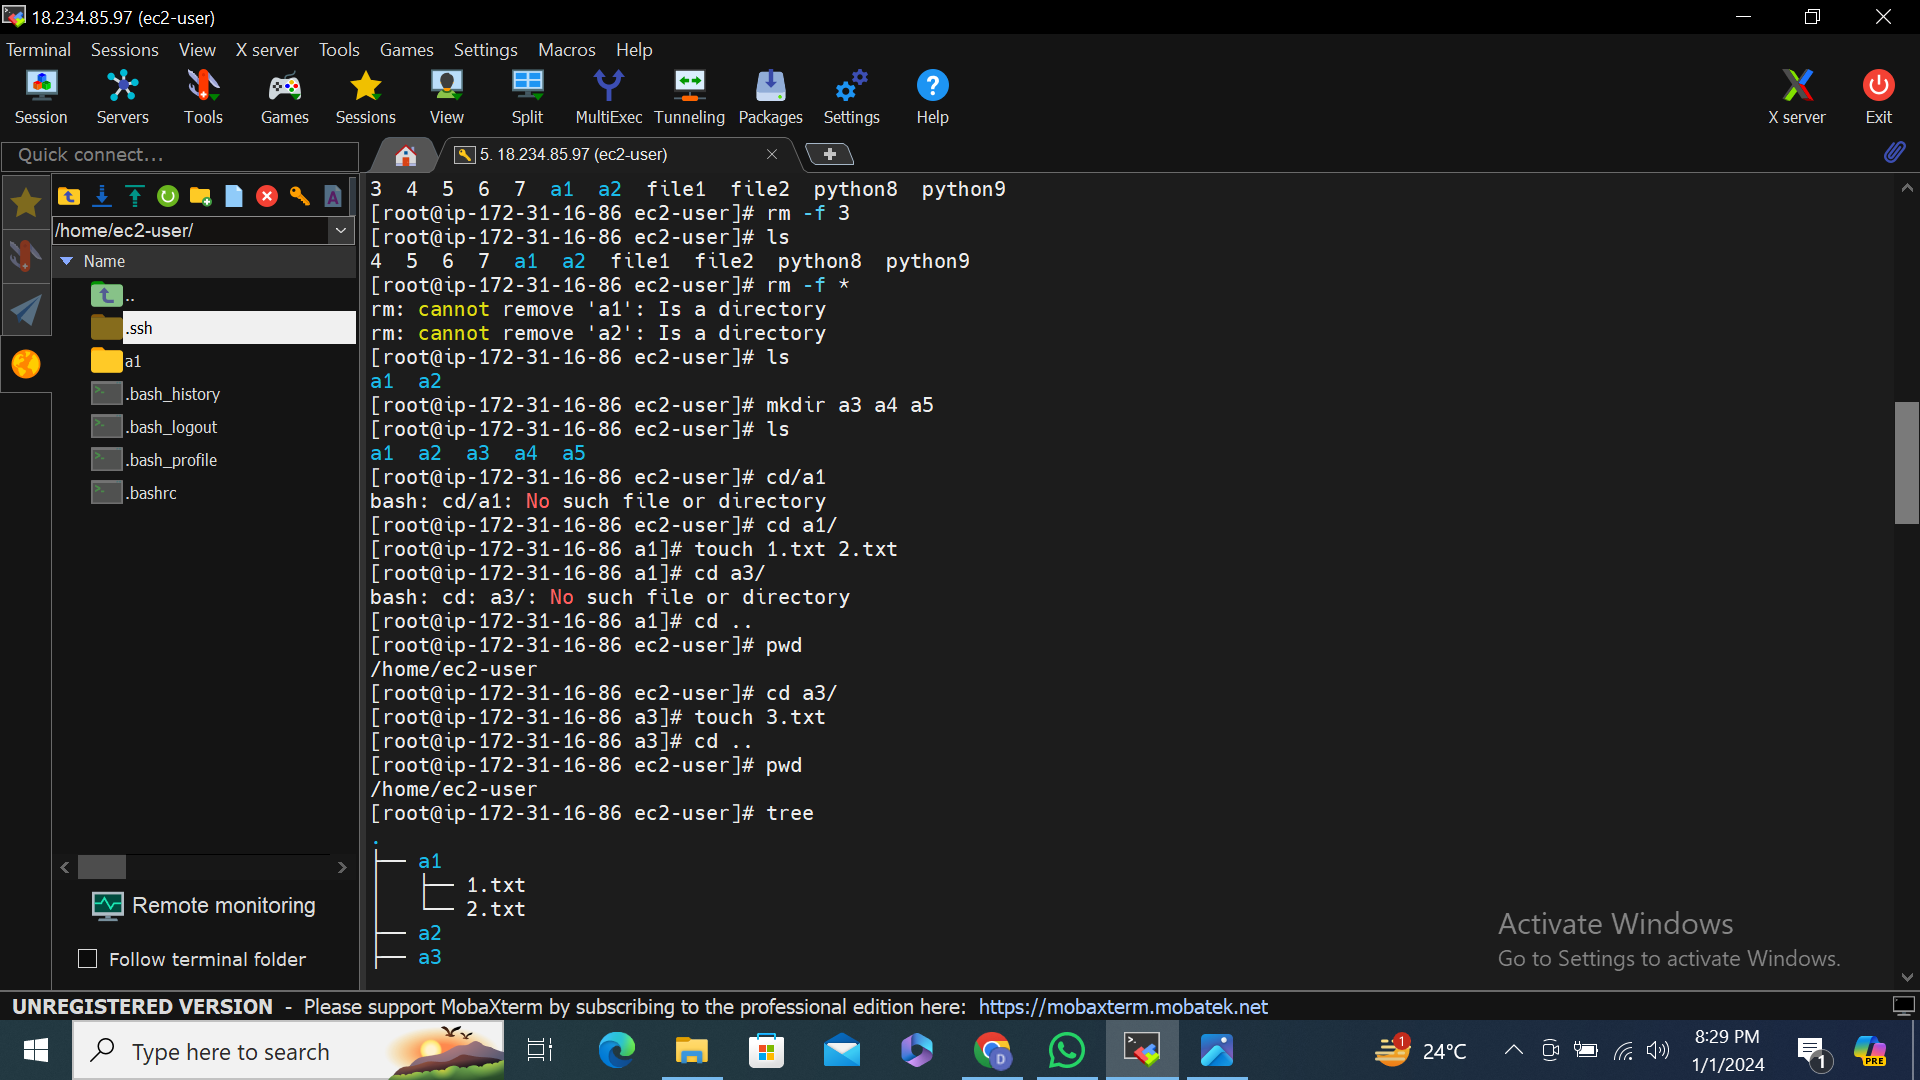 18.234.85.97 (ec2-user)
Terminal Sessions View X server Tools Games Settings Macros Help
Session Servers Tools Games Sessions View Split MultiExec Tunneling Packages Settings Help X server Exit
Quick connect...
5. 18.234.85.97 (ec2-user)
/home/ec2-user/
Name
..
.ssh
a1
.bash_history
.bash_logout
.bash_profile
.bashrc
Remote monitoring
Follow terminal folder
3 4 5 6 7 a1 a2 file1 file2 python8 python9
[root@ip-172-31-16-86 ec2-user]# rm -f 3
[root@ip-172-31-16-86 ec2-user]# ls
4 5 6 7 a1 a2 file1 file2 python8 python9
[root@ip-172-31-16-86 ec2-user]# rm -f *
rm: cannot remove 'a1': Is a directory
rm: cannot remove 'a2': Is a directory
[root@ip-172-31-16-86 ec2-user]# ls
a1 a2
[root@ip-172-31-16-86 ec2-user]# mkdir a3 a4 a5
[root@ip-172-31-16-86 ec2-user]# ls
a1 a2 a3 a4 a5
[root@ip-172-31-16-86 ec2-user]# cd/a1
bash: cd/a1: No such file or directory
[root@ip-172-31-16-86 ec2-user]# cd a1/
[root@ip-172-31-16-86 a1]# touch 1.txt 2.txt
[root@ip-172-31-16-86 a1]# cd a3/
bash: cd: a3/: No such file or directory
[root@ip-172-31-16-86 a1]# cd ..
[root@ip-172-31-16-86 ec2-user]# pwd
/home/ec2-user
[root@ip-172-31-16-86 ec2-user]# cd a3/
[root@ip-172-31-16-86 a3]# touch 3.txt
[root@ip-172-31-16-86 a3]# cd ..
[root@ip-172-31-16-86 ec2-user]# pwd
/home/ec2-user
[root@ip-172-31-16-86 ec2-user]# tree
.
├── a1
│   ├── 1.txt
│   └── 2.txt
├── a2
├── a3
Activate Windows
Go to Settings to activate Windows.
UNREGISTERED VERSION - Please support MobaXterm by subscribing to the professional edition here: https://mobaxterm.mobatek.net
Type here to search
1
24°C
8:29 PM
1/1/2024
1
D
PRE